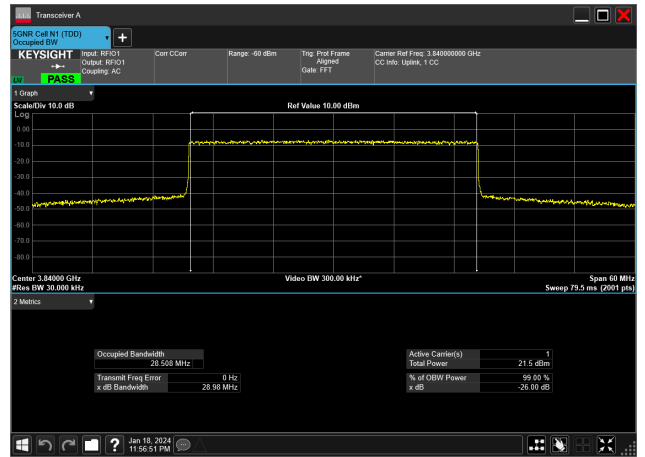 Transceiver A
5GNR Cell N1 (TDD)
Occupied BW
KEYSIGHT Input: RFIO1 Corr CCorr Range: -60 dBm Trig: Prot Frame Carrier Ref Freq: 3.840000000 GHz
Output: RFIO1 Aligned CC Info: Uplink, 1 CC
Coupling: AC Gate: FFT
LV PASS
1 Graph
Scale/Div 10.0 dB Ref Value 10.00 dBm
Log
0.00
-10.0
-20.0
-30.0
-40.0
-50.0
-60.0
-70.0
-80.0
Center 3.84000 GHz Video BW 300.00 kHz* Span 60 MHz
#Res BW 30.000 kHz Sweep 79.5 ms (2001 pts)
2 Metrics
Occupied Bandwidth Active Carrier(s) 1
28.508 MHz Total Power 21.5 dBm
Transmit Freq Error 0 Hz % of OBW Power 99.00 %
x dB Bandwidth 28.98 MHz x dB -26.00 dB
Jan 18, 2024
11:56:51 PM